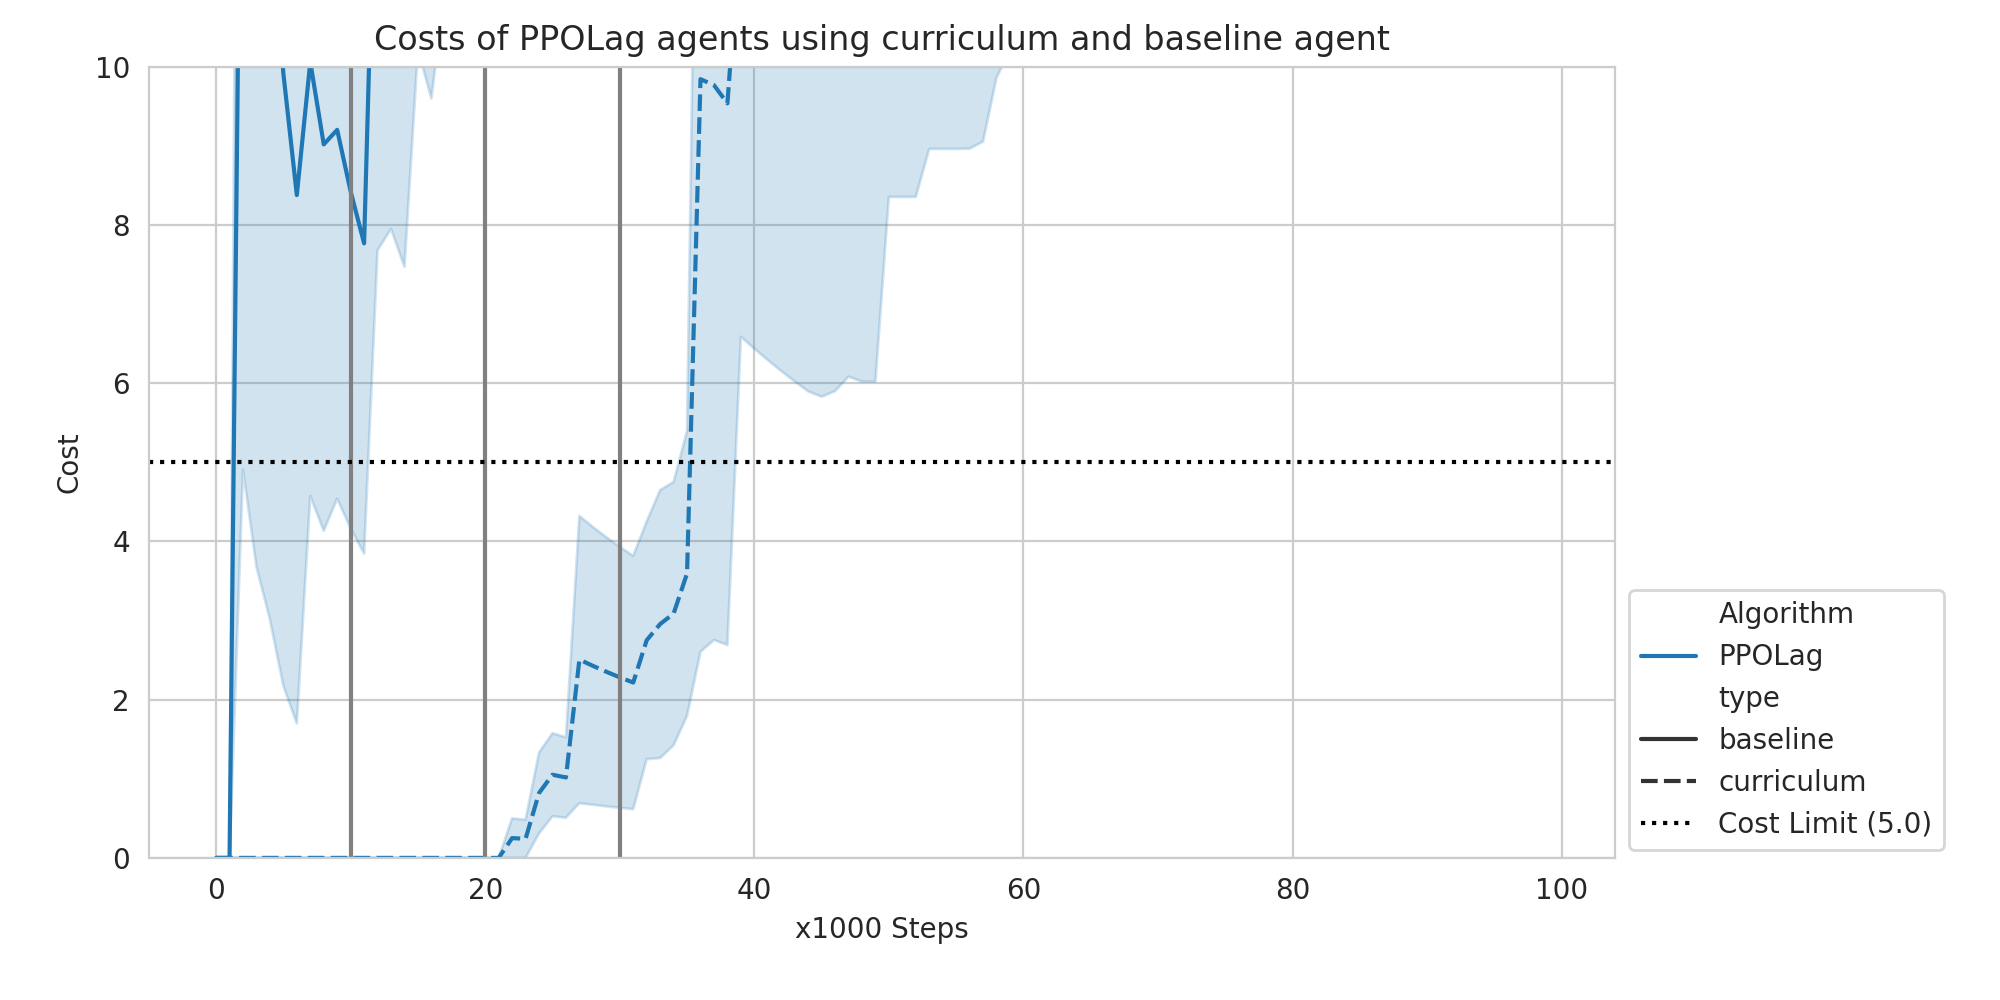 Costs of PPOLag agents using curriculum and baseline agent
10
8
6
4
2
0
Cost
0 20 40 60 80 100
x1000 Steps
Algorithm
PPOLag
type
baseline
curriculum
Cost Limit (5.0)